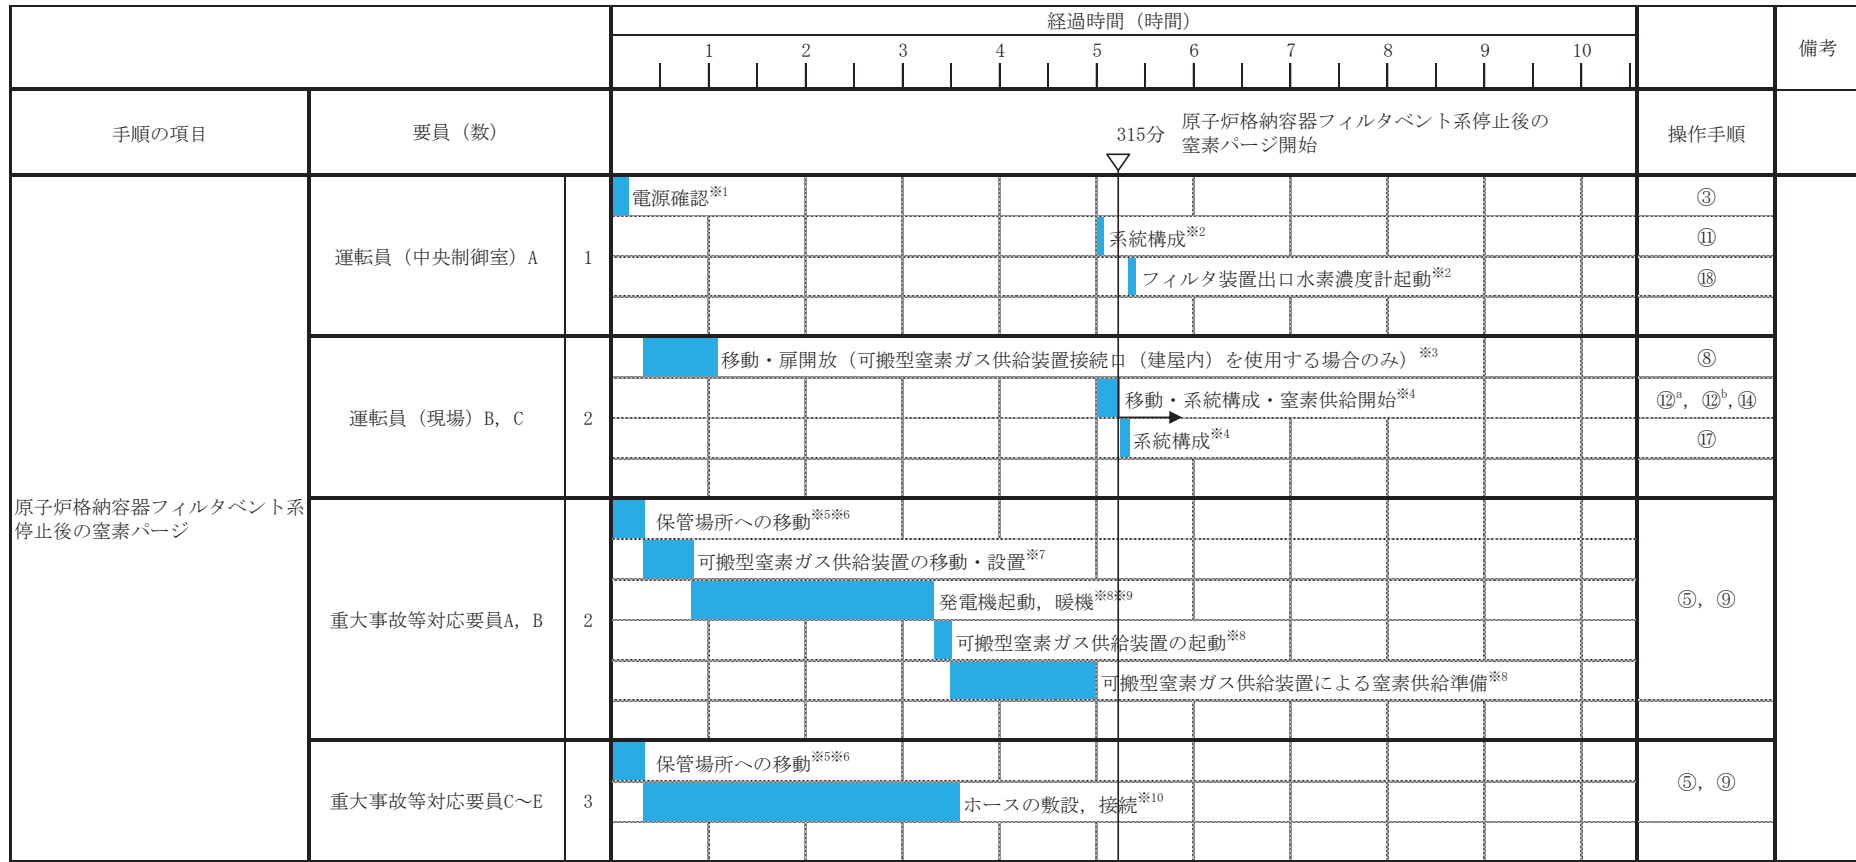 経過時間（時間）
備考
1 2 3 4 5 6 7 8 9 10
手順の項目
要員（数）
315分
原子炉格納容器フィルタベント系停止後の
窒素パージ開始
操作手順
原子炉格納容器フィルタベント系
停止後の窒素パージ
運転員（中央制御室）A
1
電源確認※1
③
系統構成※2
⑪
フィルタ装置出口水素濃度計起動※2
⑱
運転員（現場）B，C
2
移動・扉開放（可搬型窒素ガス供給装置接続口（建屋内）を使用する場合のみ）※3
⑧
移動・系統構成・窒素供給開始※4
⑫a，⑫b,⑭
系統構成※4
⑰
重大事故等対応要員A，B
2
保管場所への移動※5※6
可搬型窒素ガス供給装置の移動・設置※7
発電機起動，暖機※8※9
可搬型窒素ガス供給装置の起動※8
可搬型窒素ガス供給装置による窒素供給準備※8
⑤，⑨
重大事故等対応要員C～E
3
保管場所への移動※5※6
ホースの敷設，接続※10
⑤，⑨